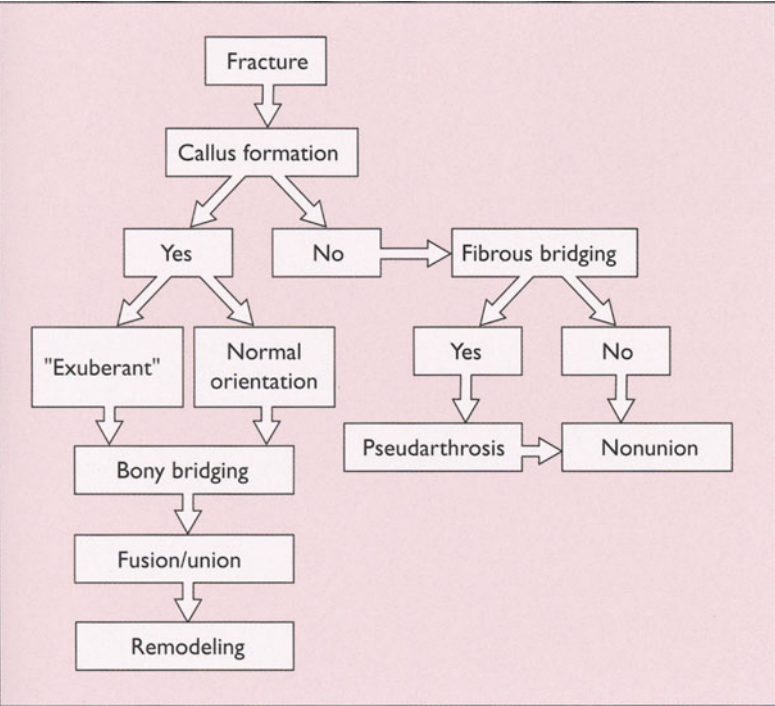 Fracture
Callus formation
Yes
No
Fibrous bridging
"Exuberant"
Normal
orientation
Yes
No
Bony bridging
Pseudarthrosis
Nonunion
Fusion/union
Remodeling